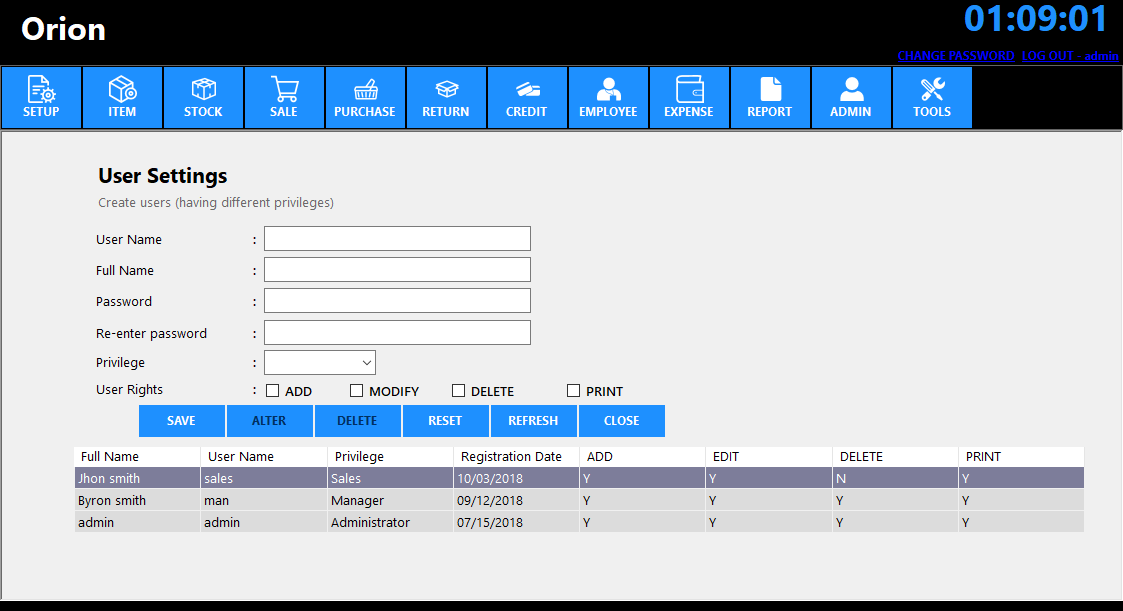 Orion
01:09:01
CHANGE PASSWORD LOG OUT - admin
SETUP ITEM STOCK SALE PURCHASE RETURN CREDIT EMPLOYEE EXPENSE REPORT ADMIN TOOLS
User Settings
Create users (having different privileges)
User Name :
Full Name :
Password :
Re-enter password :
Privilege :
User Rights : ADD MODIFY DELETE PRINT
SAVE ALTER DELETE RESET REFRESH CLOSE
Full Name User Name Privilege Registration Date ADD EDIT DELETE PRINT
Jhon smith sales Sales 10/03/2018 Y Y N Y
Byron smith man Manager 09/12/2018 Y Y Y Y
admin admin Administrator 07/15/2018 Y Y Y Y